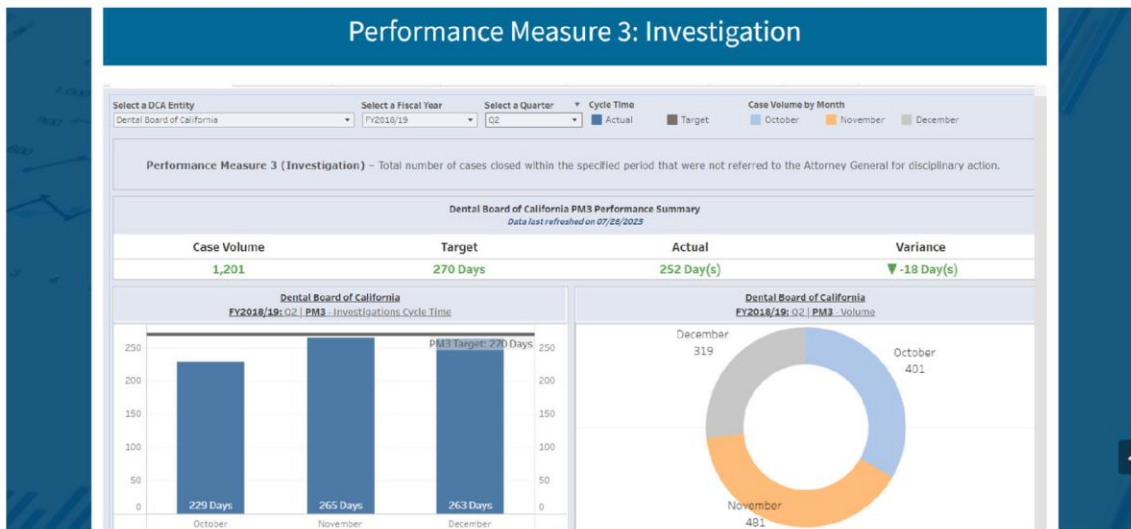 Performance Measure 3: Investigation
Select a DCA Entity
Select a Fiscal Year
Select a Quarter
Cycle Time
Case Volume by Month
Dental Board of California
FY2018/19
Q2
Actual
Target
October
November
December
Performance Measure 3 (Investigation) – Total number of cases closed within the specified period that were not referred to the Attorney General for disciplinary action.
Dental Board of California PM3 Performance Summary
Data last refreshed on 07/28/2023
Case Volume
Target
Actual
Variance
1,201
270 Days
252 Day(s)
▼ -18 Day(s)
Dental Board of California
FY2018/19: Q2 | PM3 - Investigations Cycle Time
PM3 Target: 270 Days
250
200
150
100
50
0
250
200
150
100
50
0
229 Days
265 Days
263 Days
October
November
December
Dental Board of California
FY2018/19: Q2 | PM3 - Volume
December
319
October
401
November
481